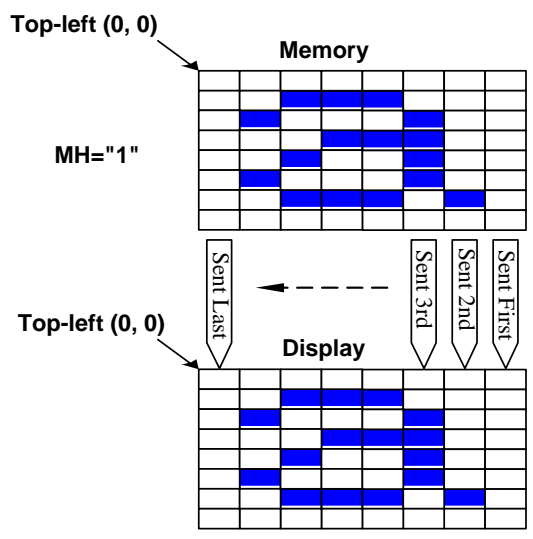 Top-left (0, 0)
Memory
MH="1"
Sent Last
Sent 3rd
Sent 2nd
Sent First
Top-left (0, 0)
Display